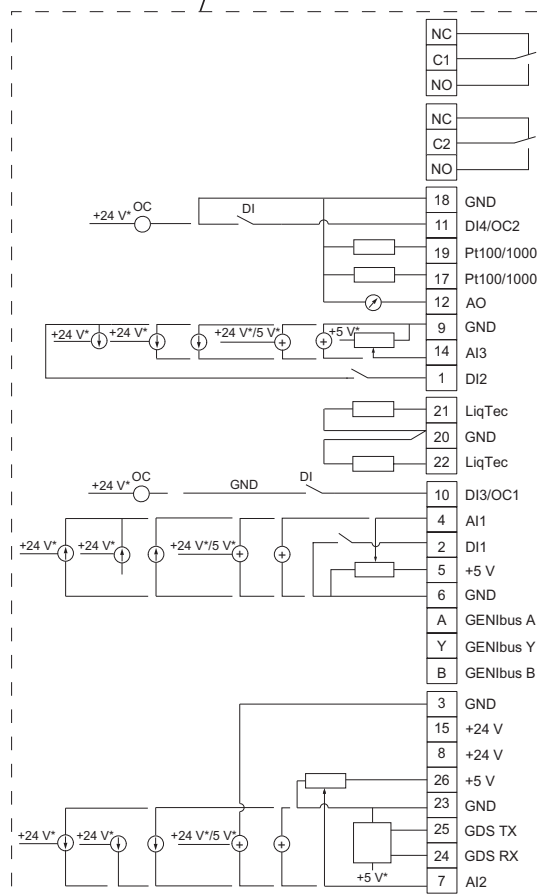 NC
C1
NO
NC
C2
NO
18 GND
+24 V* OC DI 11 DI4/OC2
19 Pt100/1000
17 Pt100/1000
12 AO
9 GND
+24 V* +24 V* +24 V*/5 V* +5 V*
14 AI3
1 DI2
21 LiqTec
20 GND
22 LiqTec
+24 V* OC GND DI 10 DI3/OC1
4 AI1
2 DI1
+24 V* +24 V* +24 V*/5 V*
5 +5 V
6 GND
A GENIbus A
Y GENIbus Y
B GENIbus B
3 GND
15 +24 V
8 +24 V
26 +5 V
23 GND
25 GDS TX
+24 V* +24 V* +24 V*/5 V*
24 GDS RX
+5 V*
7 AI2